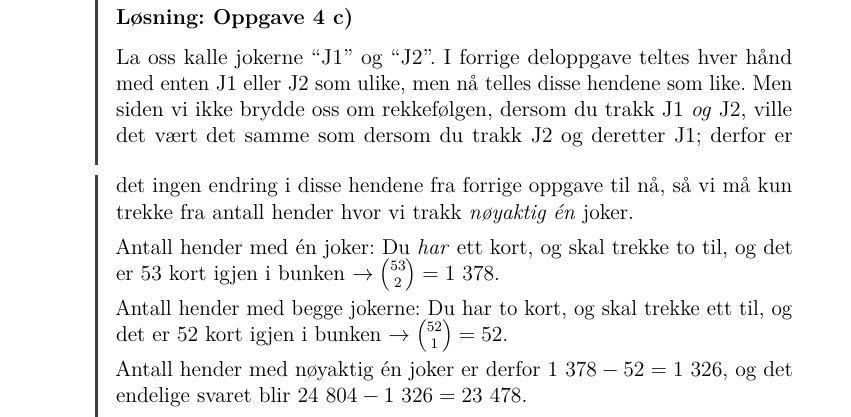 Løsning: Oppgave 4 c)
La oss kalle jokerne “J1” og “J2”. I forrige deloppgave teltes hver hånd
med enten J1 eller J2 som ulike, men nå telles disse hendene som like. Men
siden vi ikke brydde oss om rekkefølgen, dersom du trakk J1 og J2, ville
det vært det samme som dersom du trakk J2 og deretter J1; derfor er
det ingen endring i disse hendene fra forrige oppgave til nå, så vi må kun
trekke fra antall hender hvor vi trakk nøyaktig én joker.
Antall hender med én joker: Du har ett kort, og skal trekke to til, og det
er 53 kort igjen i bunken → (53 2) = 1 378.
Antall hender med begge jokerne: Du har to kort, og skal trekke ett til, og
det er 52 kort igjen i bunken → (52 1) = 52.
Antall hender med nøyaktig én joker er derfor 1 378 − 52 = 1 326, og det
endelige svaret blir 24 804 − 1 326 = 23 478.